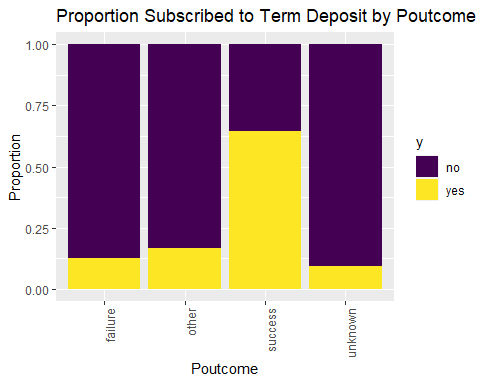 Proportion Subscribed to Term Deposit by Poutcome
1.00
0.75
0.50
0.25
0.00
Proportion
failure
other
success
unknown
Poutcome
y
no
yes